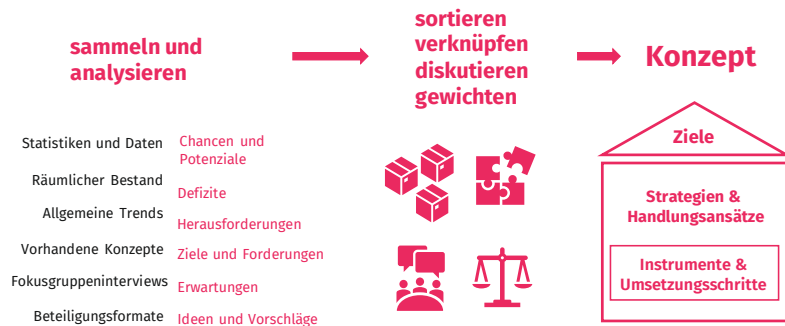 sammeln und
analysieren
sortieren
verknüpfen
diskutieren
gewichten
Konzept
Statistiken und Daten
Räumlicher Bestand
Allgemeine Trends
Vorhandene Konzepte
Fokusgruppeninterviews
Beteiligungsformate
Chancen und
Potenziale
Defizite
Herausforderungen
Ziele und Forderungen
Erwartungen
Ideen und Vorschläge
Ziele
Strategien &
Handlungsansätze
Instrumente &
Umsetzungsschritte